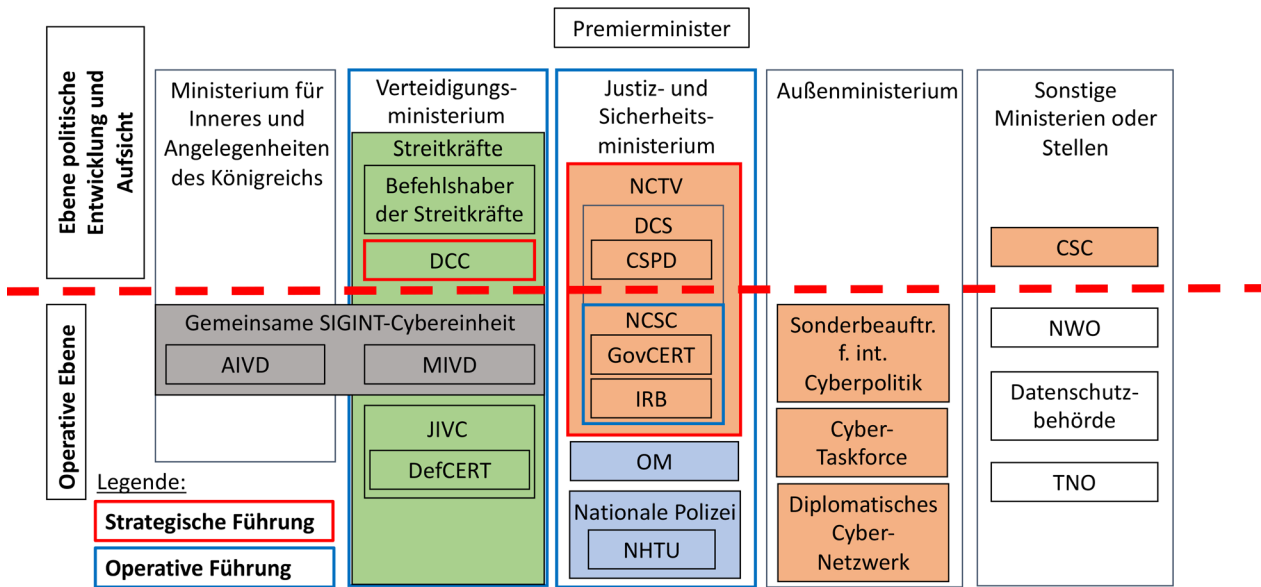 Premierminister
Ebene politische
Entwicklung und
Aufsicht
Ministerium für
Inneres und
Angelegenheiten
des Königreichs
Verteidigungs-
ministerium
Streitkräfte
Befehlshaber
der Streitkräfte
DCC
Justiz- und
Sicherheits-
ministerium
NCTV
DCS
CSPD
Außenministerium
Sonstige
Ministerien oder
Stellen
CSC
Operative Ebene
Gemeinsame SIGINT-Cybereinheit
AIVD
MIVD
JIVC
DefCERT
NCSC
GovCERT
IRB
OM
Nationale Polizei
NHTU
Sonderbeauftr.
f. int.
Cyberpolitik
Cyber-
Taskforce
Diplomatisches
Cyber-
Netzwerk
NWO
Datenschutz-
behörde
TNO
Legende:
Strategische Führung
Operative Führung